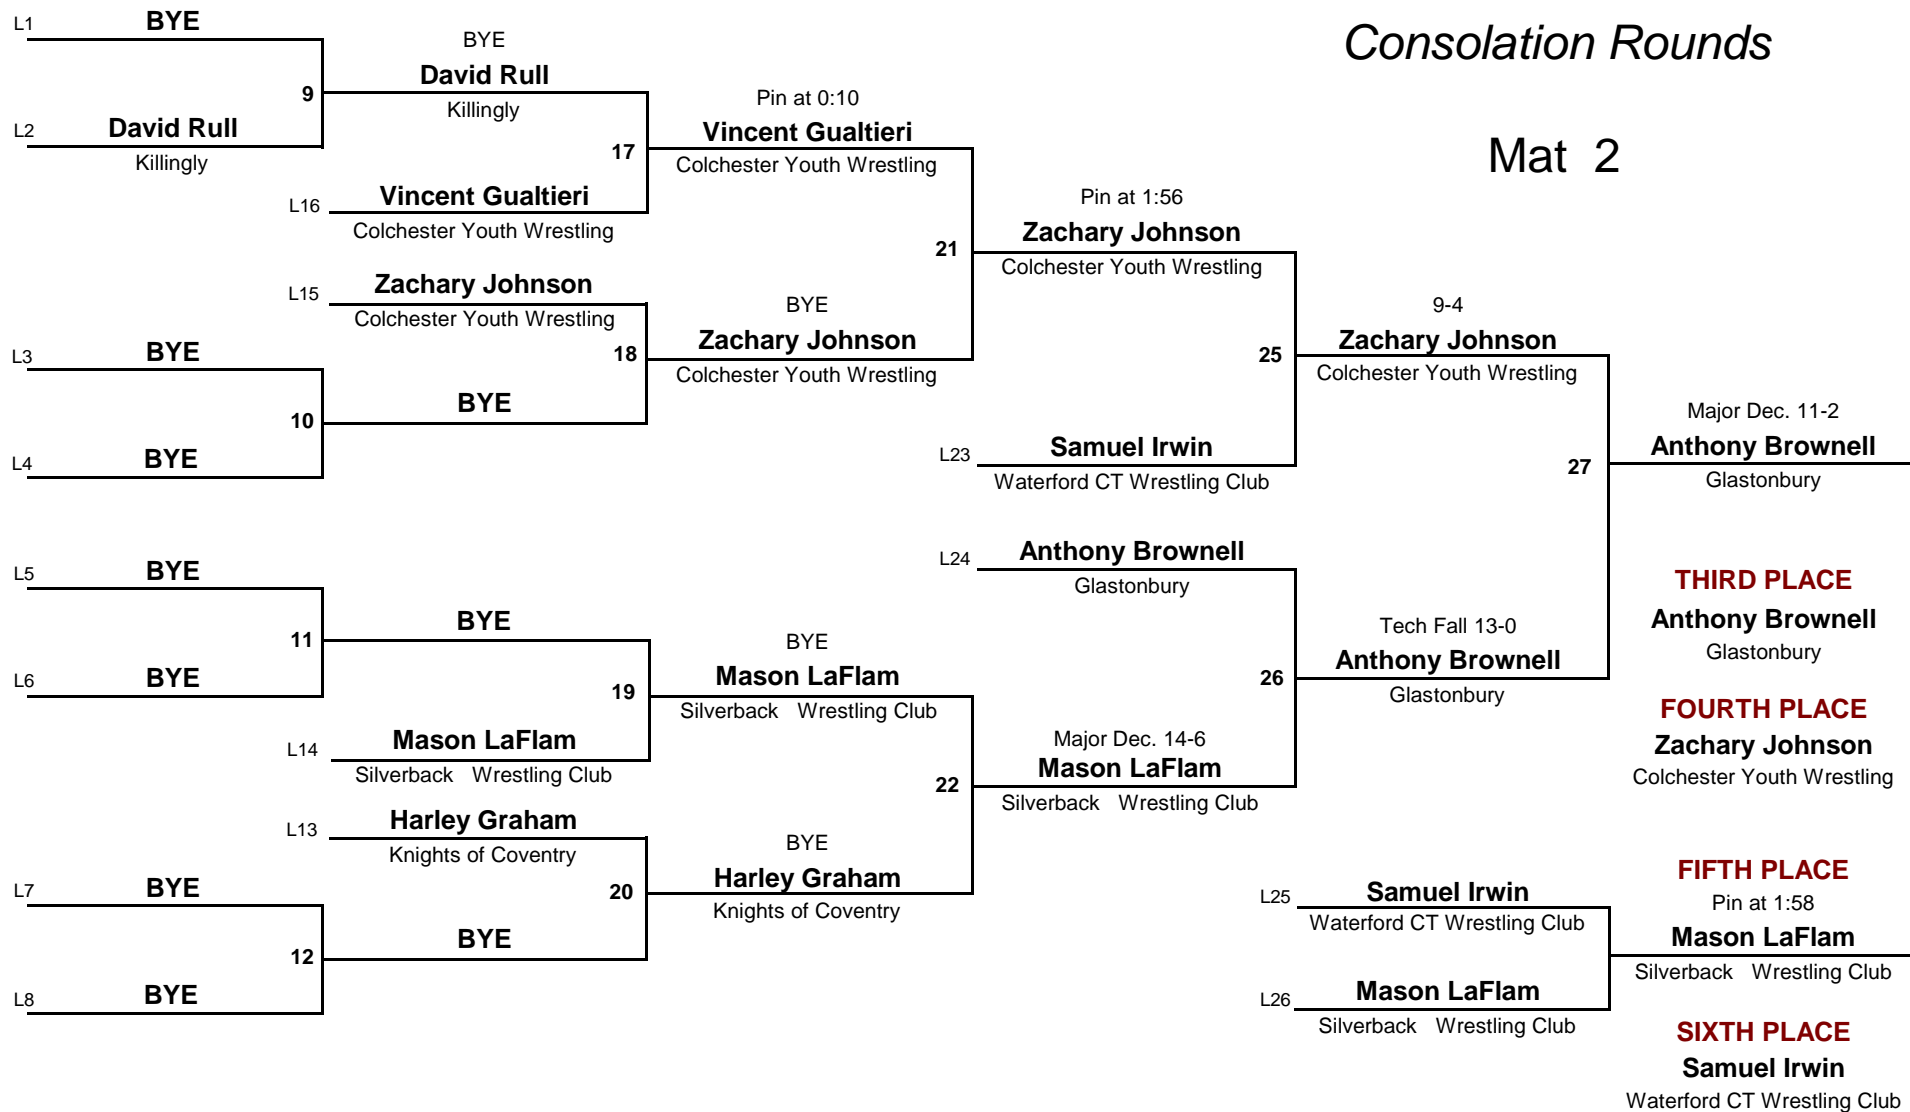 Consolation Rounds
Mat 2
L1
BYE
9
L2
David Rull
Killingly
BYE
David Rull
Killingly
17
L16
Vincent Gualtieri
Colchester Youth Wrestling
Pin at 0:10
Vincent Gualtieri
Colchester Youth Wrestling
L15
Zachary Johnson
Colchester Youth Wrestling
L3
BYE
10
L4
BYE
BYE
18
BYE
Zachary Johnson
Colchester Youth Wrestling
21
Pin at 1:56
Zachary Johnson
Colchester Youth Wrestling
25
L23
Samuel Irwin
Waterford CT Wrestling Club
9-4
Zachary Johnson
Colchester Youth Wrestling
27
Major Dec. 11-2
Anthony Brownell
Glastonbury
L5
BYE
11
L6
BYE
BYE
19
L14
Mason LaFlam
Silverback Wrestling Club
BYE
Mason LaFlam
Silverback Wrestling Club
L13
Harley Graham
Knights of Coventry
L7
BYE
12
L8
BYE
BYE
20
BYE
Harley Graham
Knights of Coventry
22
Major Dec. 14-6
Mason LaFlam
Silverback Wrestling Club
L24
Anthony Brownell
Glastonbury
26
Tech Fall 13-0
Anthony Brownell
Glastonbury
THIRD PLACE
Anthony Brownell
Glastonbury
FOURTH PLACE
Zachary Johnson
Colchester Youth Wrestling
L25
Samuel Irwin
Waterford CT Wrestling Club
L26
Mason LaFlam
Silverback Wrestling Club
FIFTH PLACE
Pin at 1:58
Mason LaFlam
Silverback Wrestling Club
SIXTH PLACE
Samuel Irwin
Waterford CT Wrestling Club